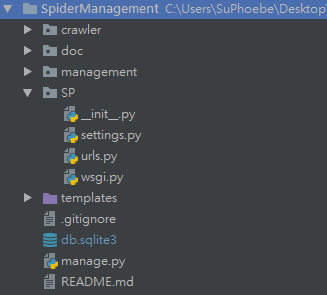 SpiderManagement C:\Users\SuPhoebe\Desktop\
crawler
doc
management
SP
__init__.py
settings.py
urls.py
wsgi.py
templates
.gitignore
db.sqlite3
manage.py
README.md